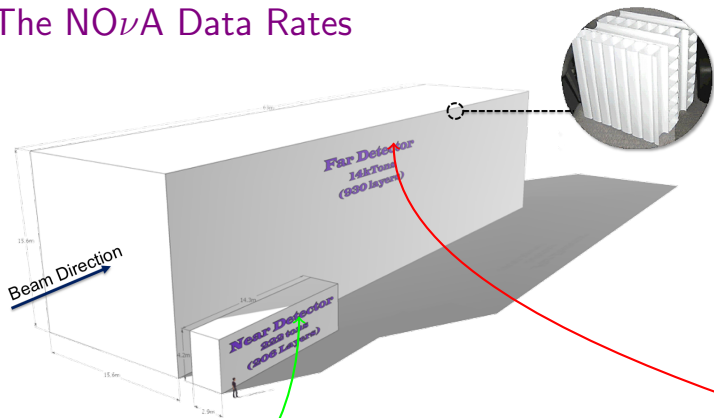 The NOνA Data Rates
Far Detector
14kTons
(930 layers)
15.6m
Beam Direction
14.3m
Near Detector
222 tons
(206 Layers)
4.2m
15.6m
2.9m